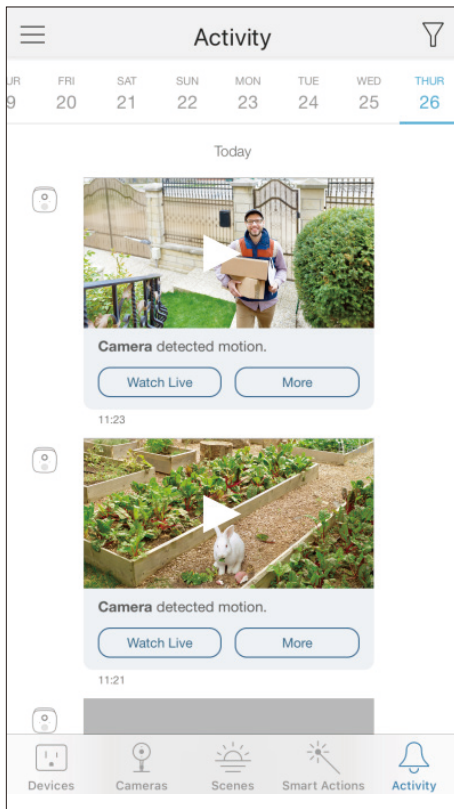 Activity
UR FRI SAT SUN MON TUE WED THUR
9 20 21 22 23 24 25 26
Today
Camera detected motion.
Watch Live More
11:23
Camera detected motion.
Watch Live More
11:21
Devices Cameras Scenes Smart Actions Activity